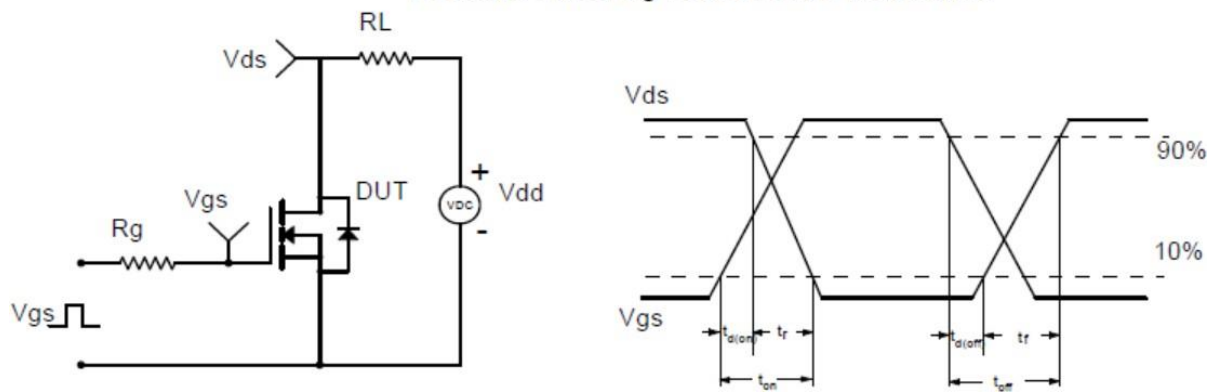 RL
Vds
Vgs
DUT
Rg
+
VDC
Vdd
-
Vgs
Vds
90%
10%
Vgs
td(on)
tr
td(off)
tf
ton
toff